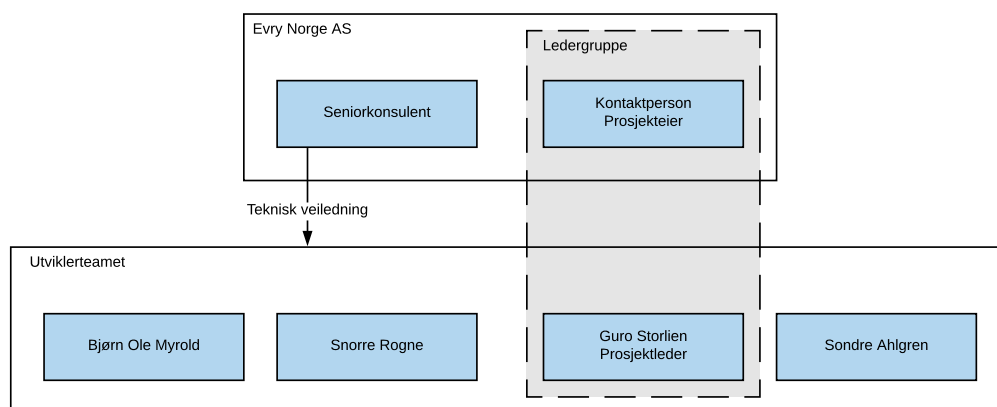 Evry Norge AS
Ledergruppe
Seniorkonsulent
Kontaktperson
Prosjekteier
Teknisk veiledning
Utviklerteamet
Bjørn Ole Myrold
Snorre Rogne
Guro Storlien
Prosjektleder
Sondre Ahlgren